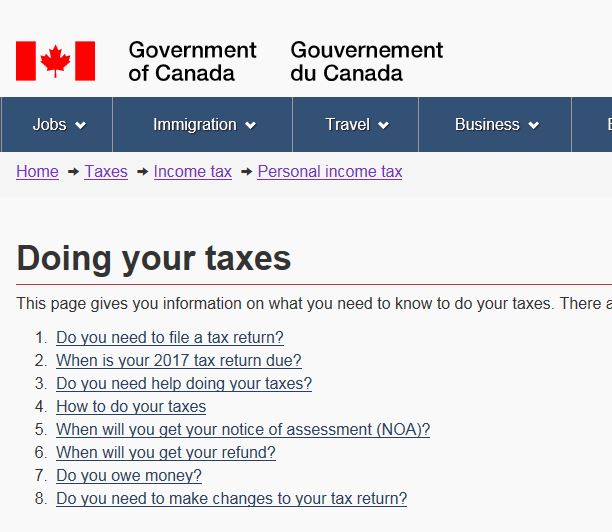 Government Gouvernement
of Canada du Canada
Jobs Immigration Travel Business
Home → Taxes → Income tax → Personal income tax
Doing your taxes
This page gives you information on what you need to know to do your taxes. There
1. Do you need to file a tax return?
2. When is your 2017 tax return due?
3. Do you need help doing your taxes?
4. How to do your taxes
5. When will you get your notice of assessment (NOA)?
6. When will you get your refund?
7. Do you owe money?
8. Do you need to make changes to your tax return?